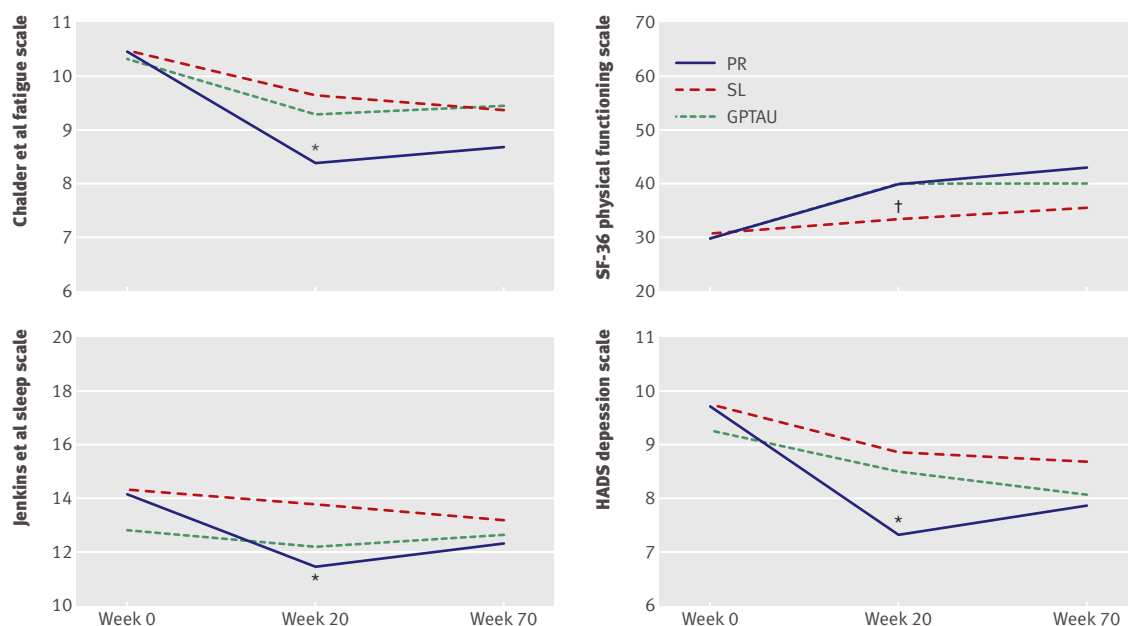 Chalder et al fatigue scale
11
10
9
8
7
6
*
SF-36 physical functioning scale
70
60
50
40
30
20
PR
SL
GPTAU
†
Jenkins et al sleep scale
20
18
16
14
12
10
*
Week 0
Week 20
Week 70
HADS depession scale
11
10
9
8
7
6
*
Week 0
Week 20
Week 70